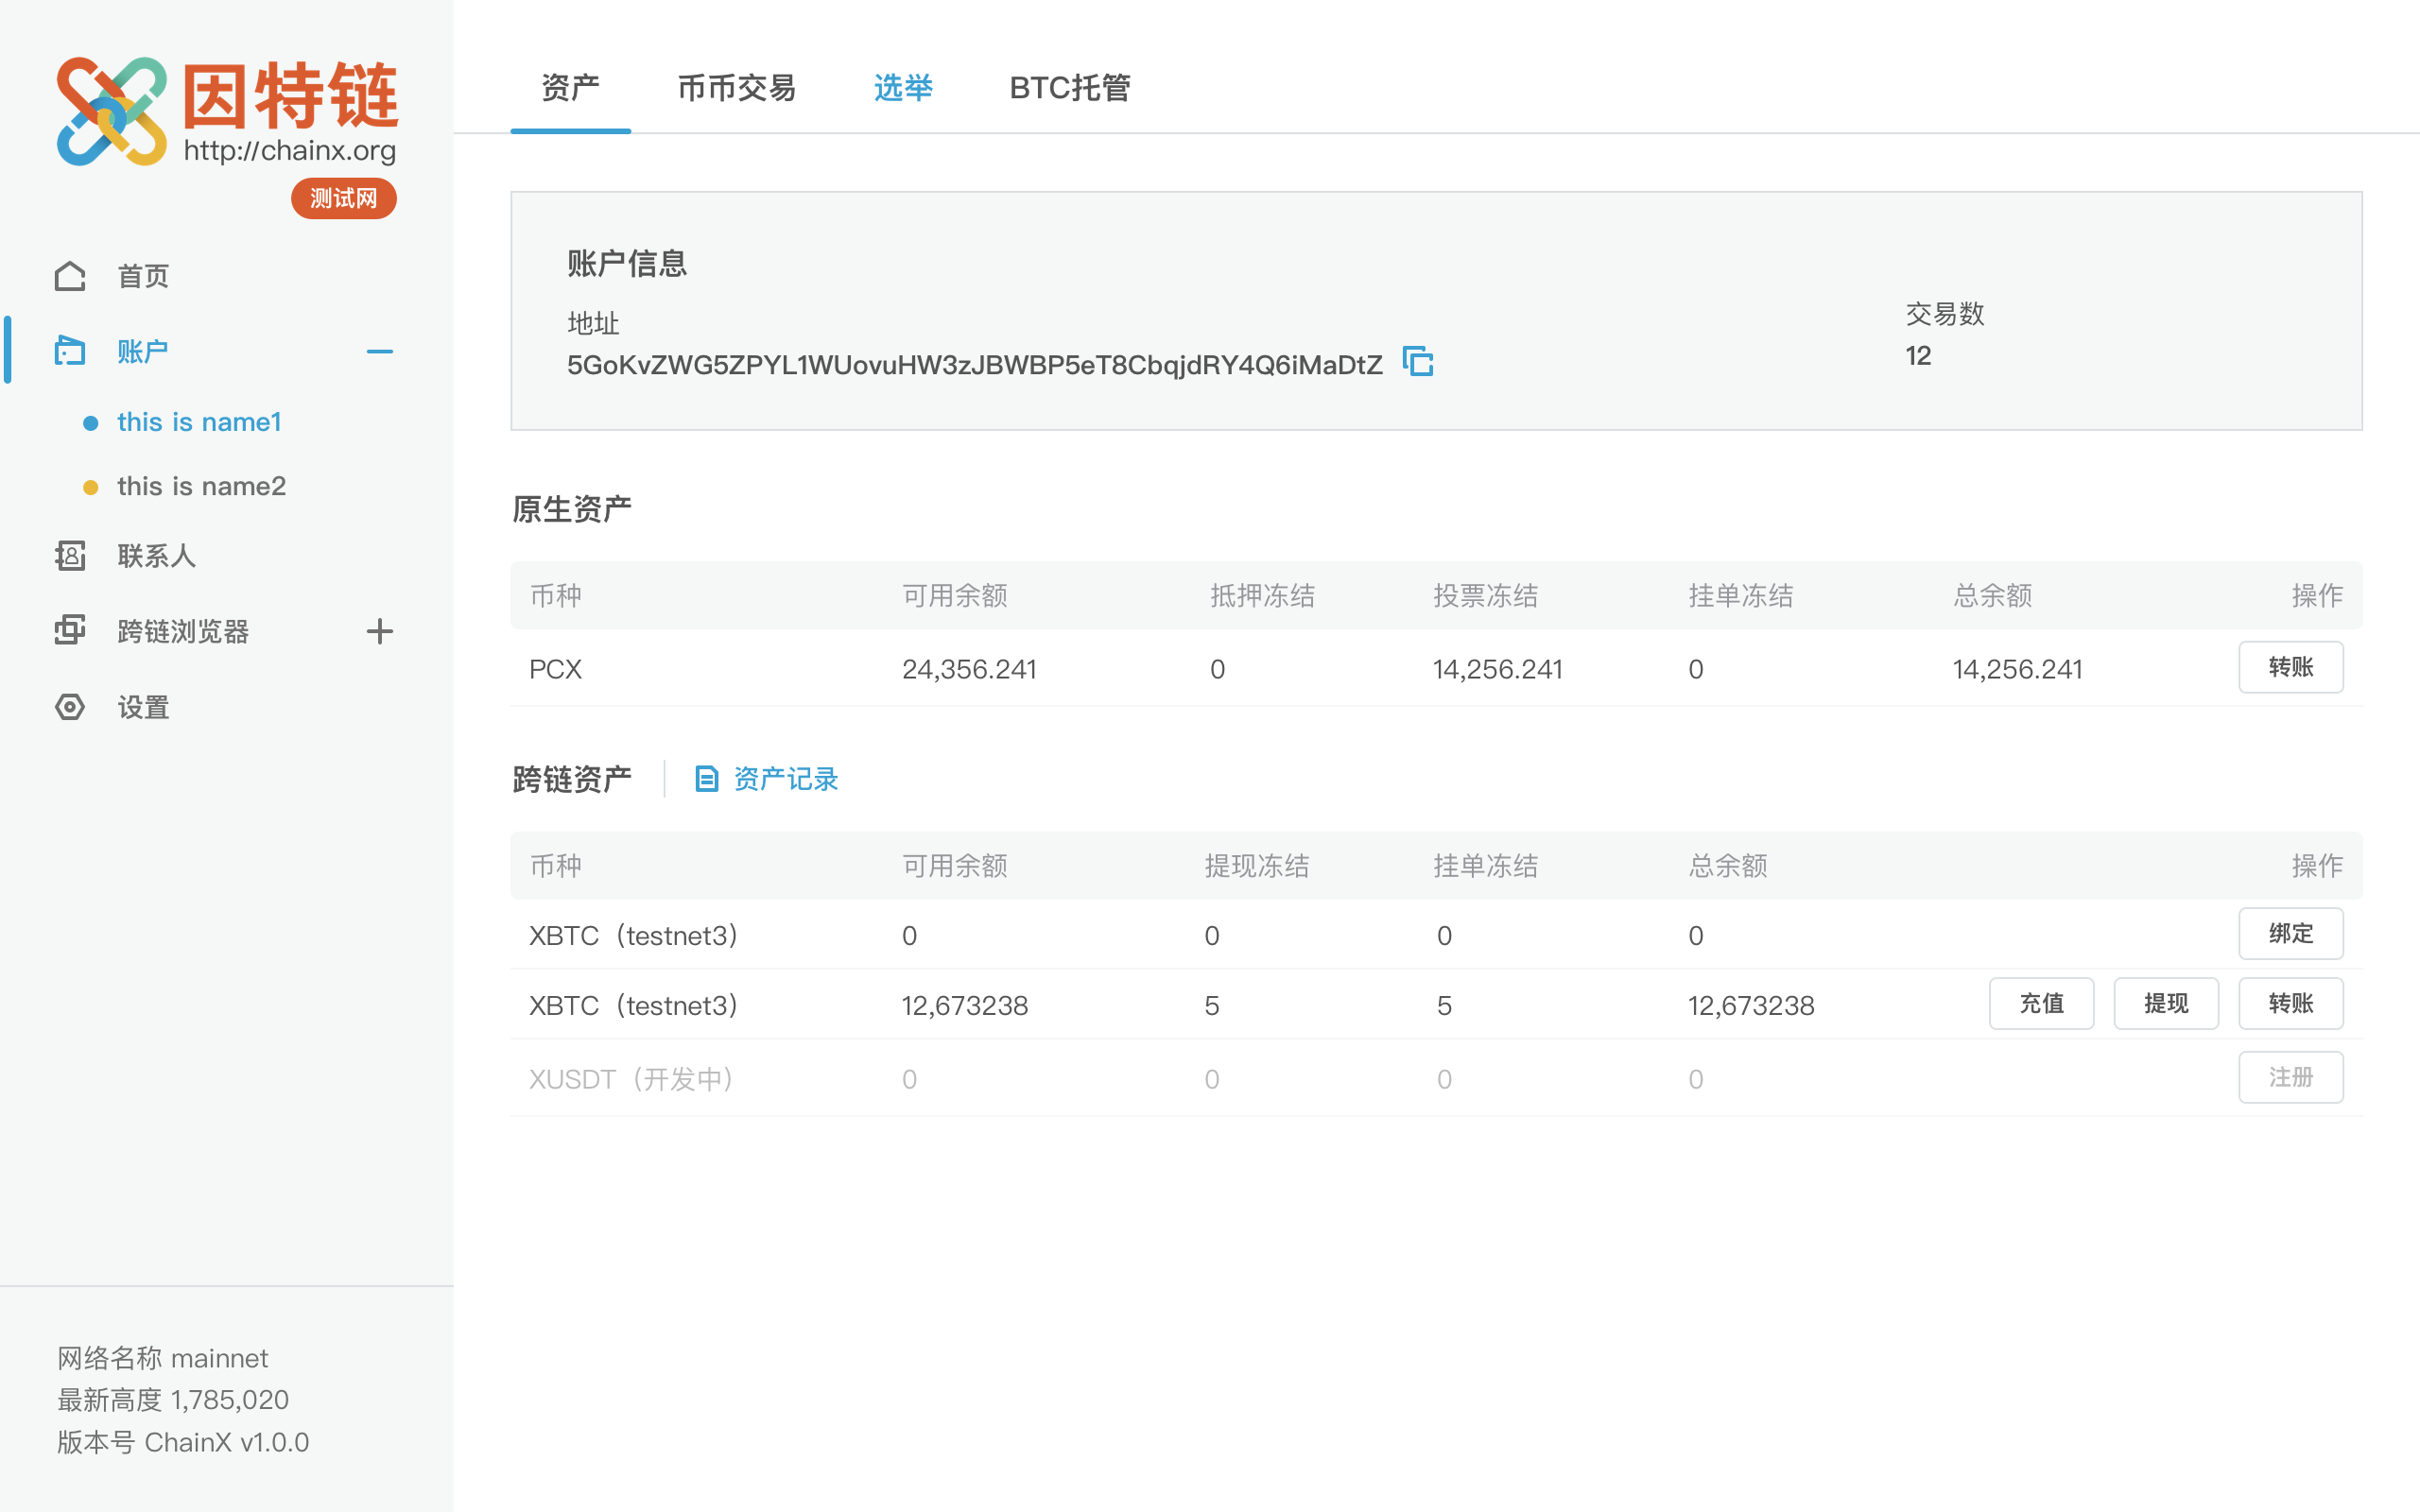 因特链
http://chainx.org
测试网
首页
账户
this is name1
this is name2
联系人
跨链浏览器
设置
网络名称 mainnet
最新高度 1,785,020
版本号 ChainX v1.0.0
资产 币币交易 选举 BTC托管
账户信息
地址
5GoKvZWG5ZPYL1WUovuHW3zJBWBP5eT8CbqjdRY4Q6iMaDtZ
交易数
12
原生资产
币种 可用余额 抵押冻结 投票冻结 挂单冻结 总余额 操作
PCX 24,356.241 0 14,256.241 0 14,256.241 转账
跨链资产 资产记录
币种 可用余额 提现冻结 挂单冻结 总余额 操作
XBTC（testnet3） 0 0 0 0 绑定
XBTC（testnet3） 12,673238 5 5 12,673238 充值 提现 转账
XUSDT（开发中） 0 0 0 0 注册